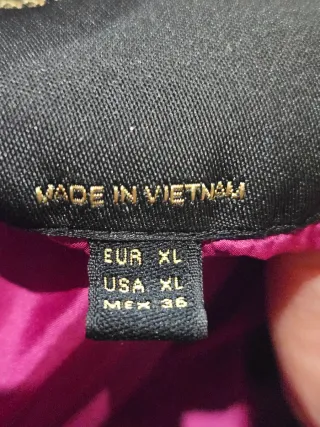 MADE IN VIETNAM
EUR XL
USA XL
MEX 36